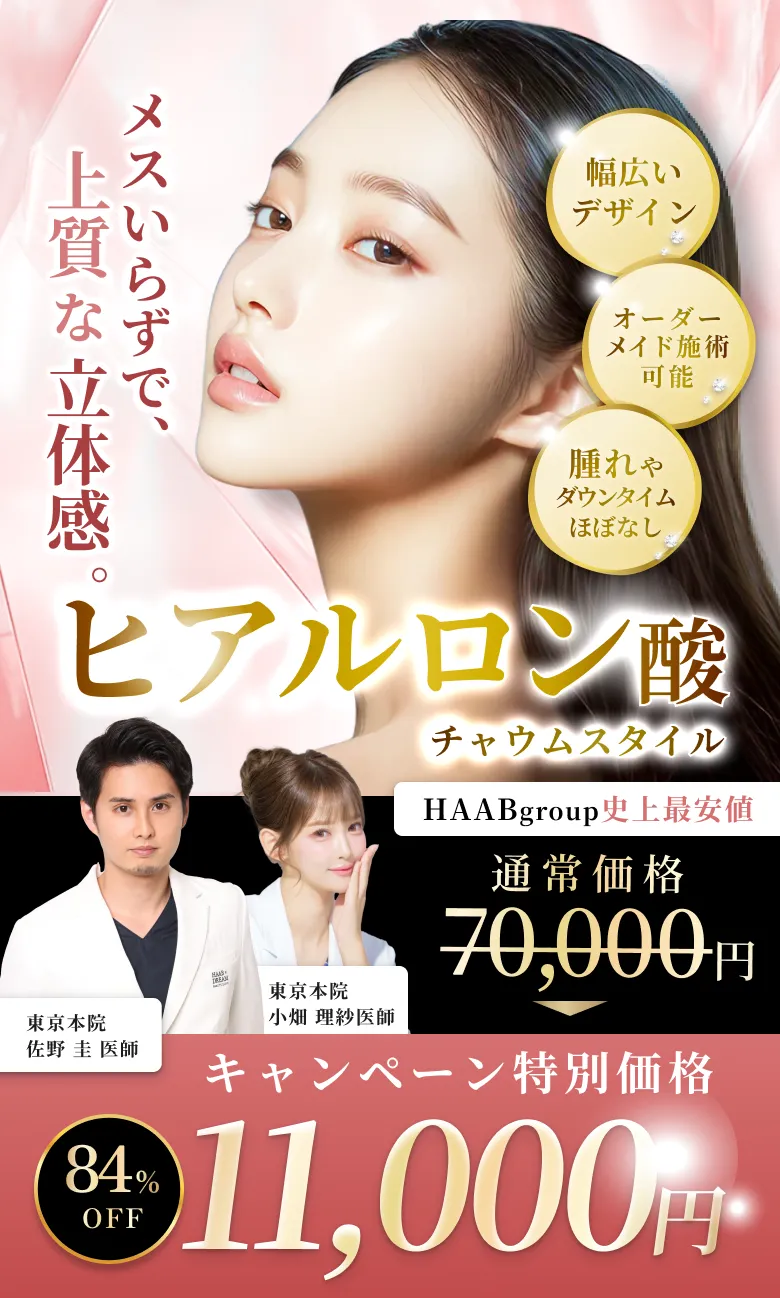 メスいらずで、
上質な立体感。
幅広い
デザイン
オーダー
メイド施術
可能
腫れや
ダウンタイム
ほぼなし
ヒアルロン酸
チャウムスタイル
HAABgroup史上最安値
通常価格
70,000円
HAAB
DREAM
東京本院
佐野 圭 医師
東京本院
小畑 理紗医師
キャンペーン特別価格
84%
OFF
11,000円